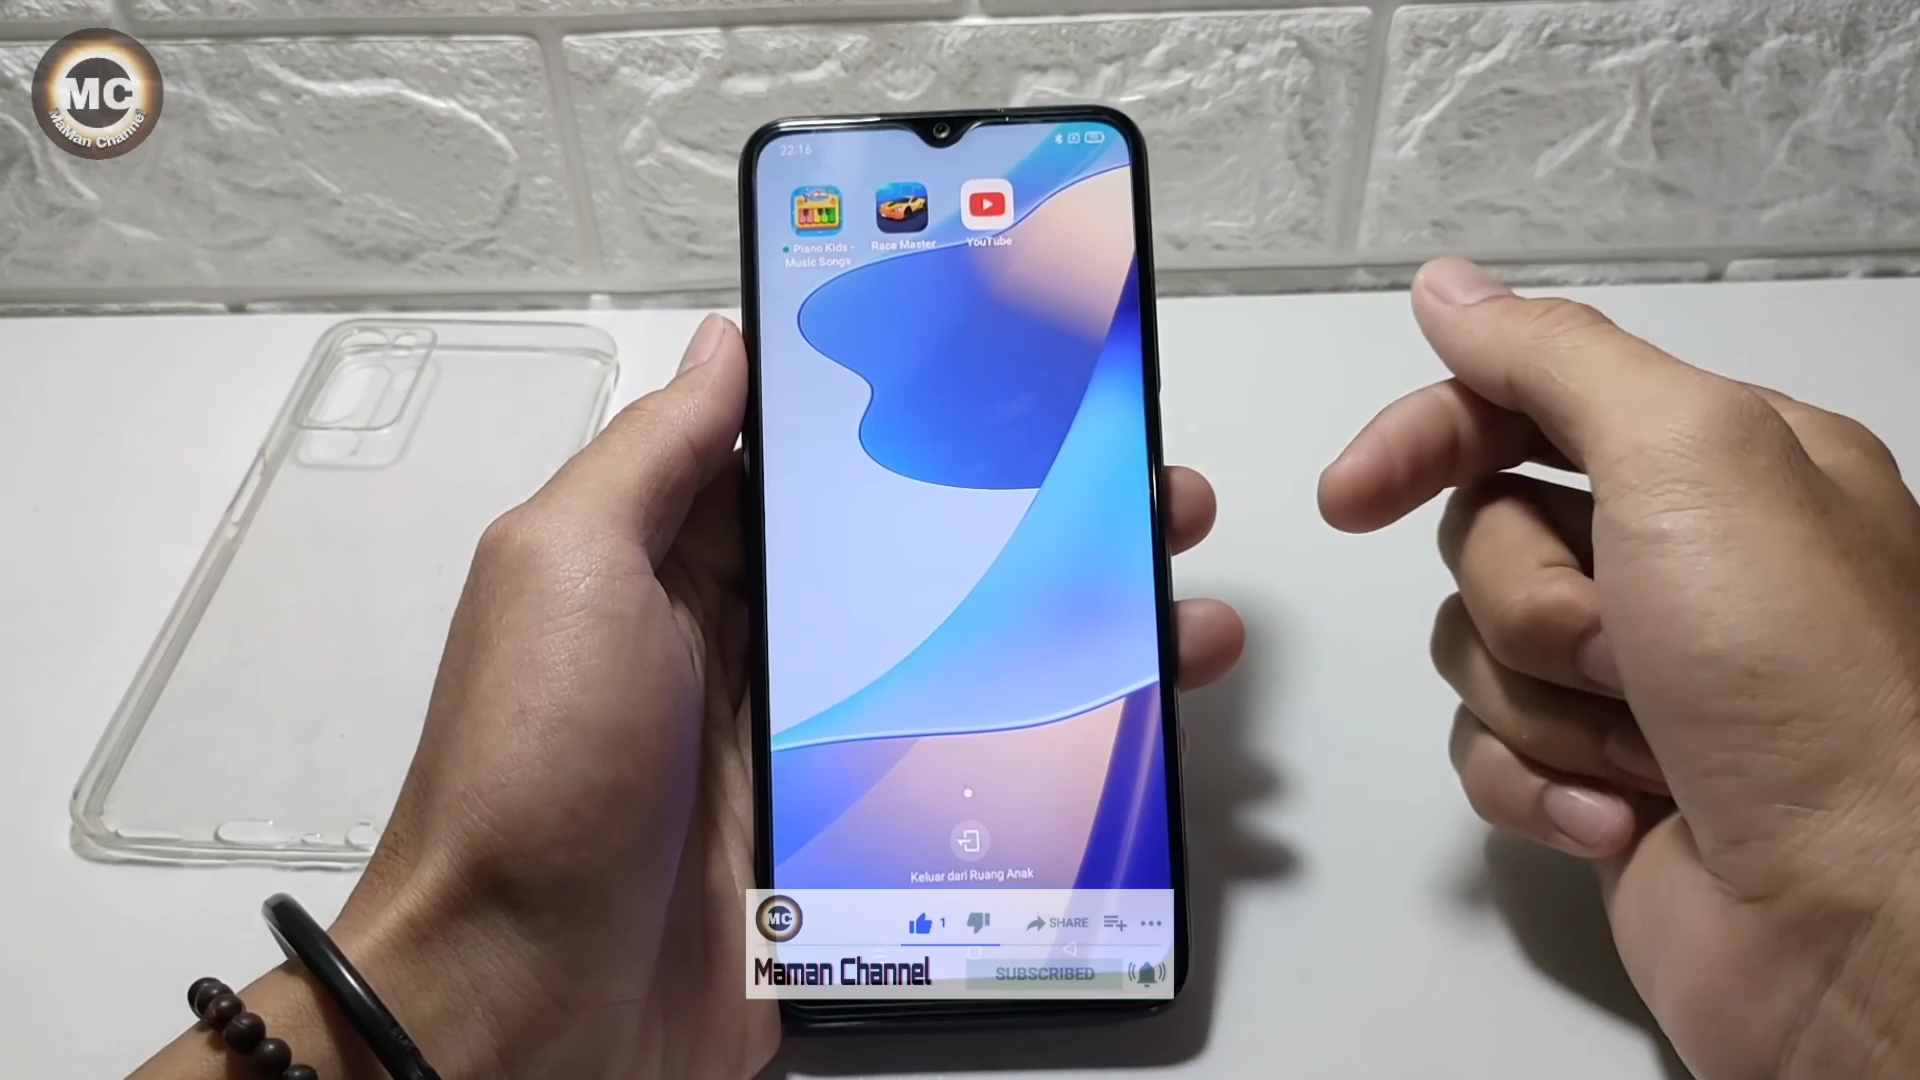 MC
MaMan Channel
22.16
Piano Kids -
Music Songs
Race Master
YouTube
Keluar dari Ruang Anak
MC
1
SHARE
Maman Channel
SUBSCRIBED